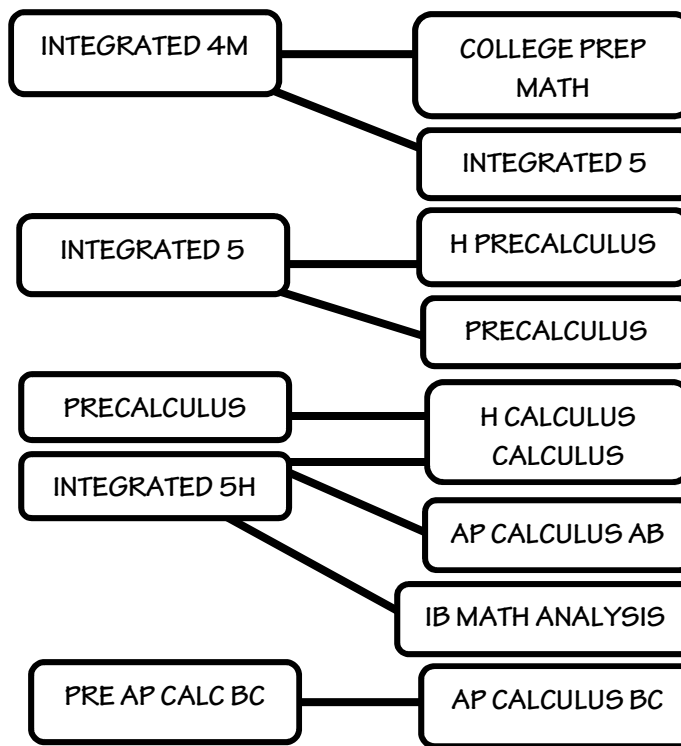 INTEGRATED 4M
COLLEGE PREP
MATH
INTEGRATED 5
INTEGRATED 5
H PRECALCULUS
PRECALCULUS
PRECALCULUS
H CALCULUS
CALCULUS
INTEGRATED 5H
AP CALCULUS AB
IB MATH ANALYSIS
PRE AP CALC BC
AP CALCULUS BC